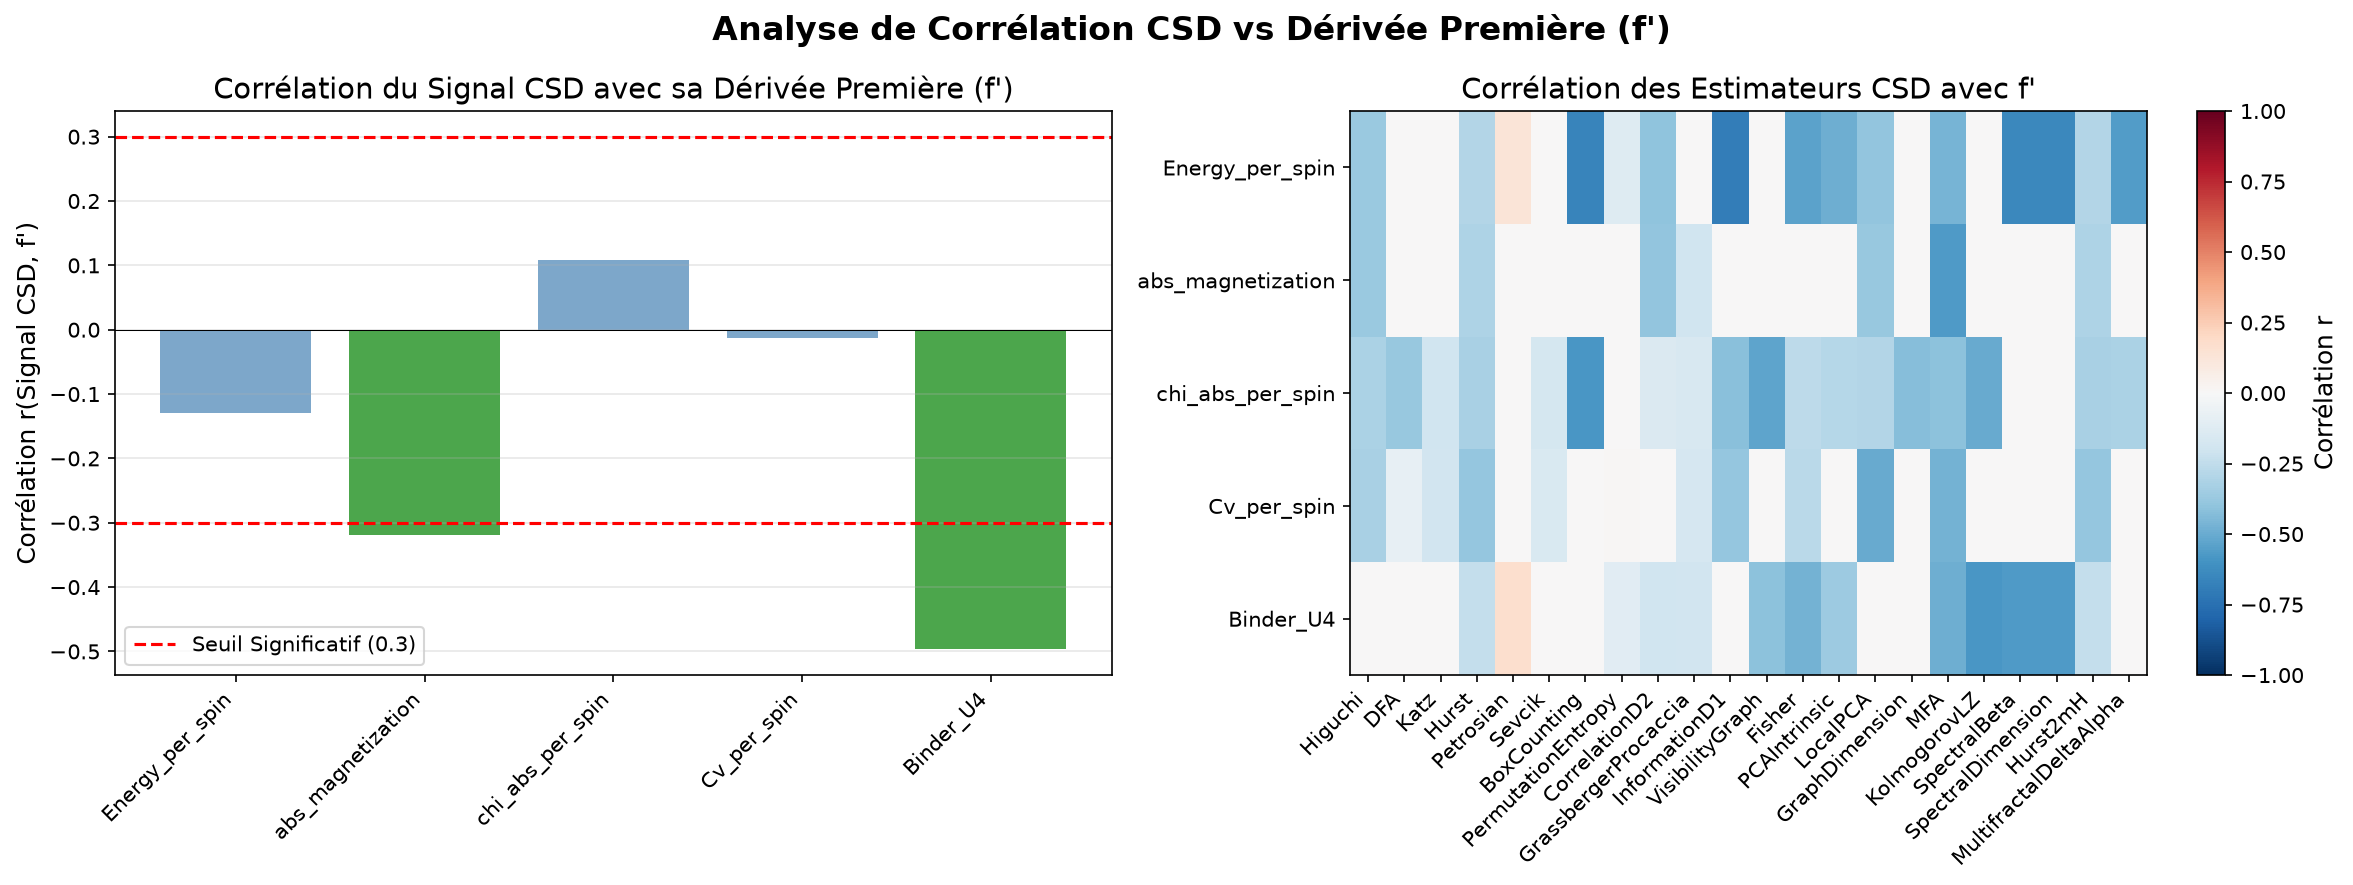 Analyse de Corrélation CSD vs Dérivée Première (f')
Corrélation du Signal CSD avec sa Dérivée Première (f')
Corrélation r(Signal CSD, f')
0.3
0.2
0.1
0.0
−0.1
−0.2
−0.3
−0.4
−0.5
Seuil Significatif (0.3)
Energy_per_spin
abs_magnetization
chi_abs_per_spin
Cv_per_spin
Binder_U4
Corrélation des Estimateurs CSD avec f'
Energy_per_spin
abs_magnetization
chi_abs_per_spin
Cv_per_spin
Binder_U4
Higuchi
DFA
Katz
Hurst
Petrosian
Sevcik
BoxCounting
PermutationEntropy
CorrelationD2
GrassbergerProcaccia
InformationD1
VisibilityGraph
Fisher
PCAIntrinsic
LocalPCA
GraphDimension
MFA
KolmogorovLZ
SpectralBeta
SpectralDimension
Hurst2mH
MultifractalDeltaAlpha
1.00
0.75
0.50
0.25
0.00
−0.25
−0.50
−0.75
−1.00
Corrélation r